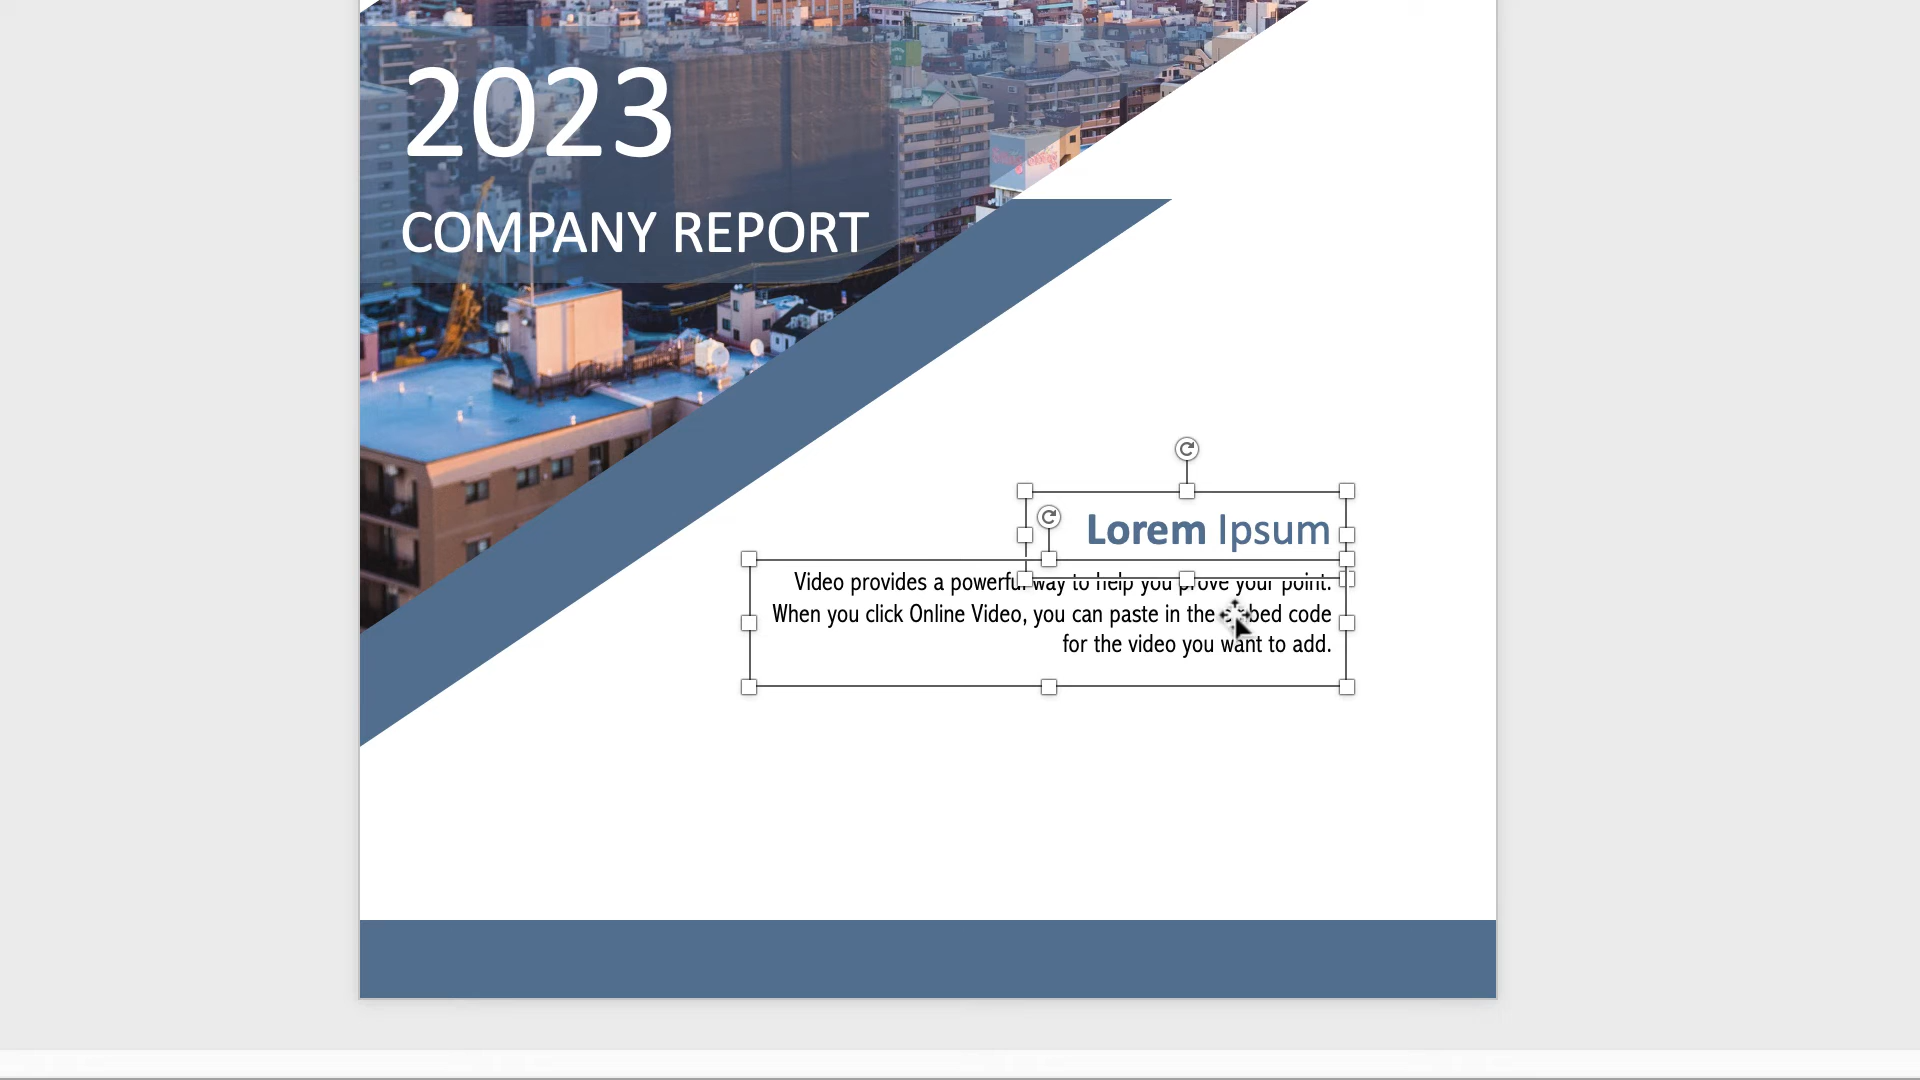 2023
COMPANY REPORT
Lorem Ipsum
Video provides a powerful way to help you prove your point.
When you click Online Video, you can paste in the embed code
for the video you want to add.